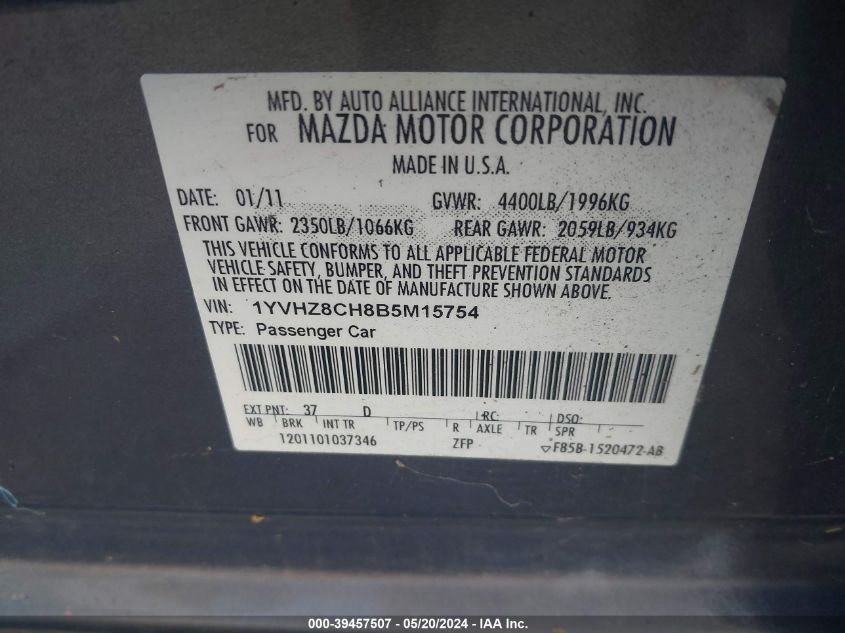 MFD. BY AUTO ALLIANCE INTERNATIONAL, INC.
FOR MAZDA MOTOR CORPORATION
MADE IN U.S.A.
DATE: 01/11 GVWR: 4400LB/1996KG
FRONT GAWR: 2350LB/1066KG REAR GAWR: 2059LB/934KG
THIS VEHICLE CONFORMS TO ALL APPLICABLE FEDERAL MOTOR
VEHICLE SAFETY, BUMPER, AND THEFT PREVENTION STANDARDS
IN EFFECT ON THE DATE OF MANUFACTURE SHOWN ABOVE.
VIN: 1YVHZ8CH8B5M15754
TYPE: Passenger Car
EXT PNT: 37 D RC: DSO:
WB BRK INT TR TP/PS R AXLE TR SPR
1201101037346 ZFP ▽F85B-1520472-AB
000-39457507 - 05/20/2024 - IAA Inc.